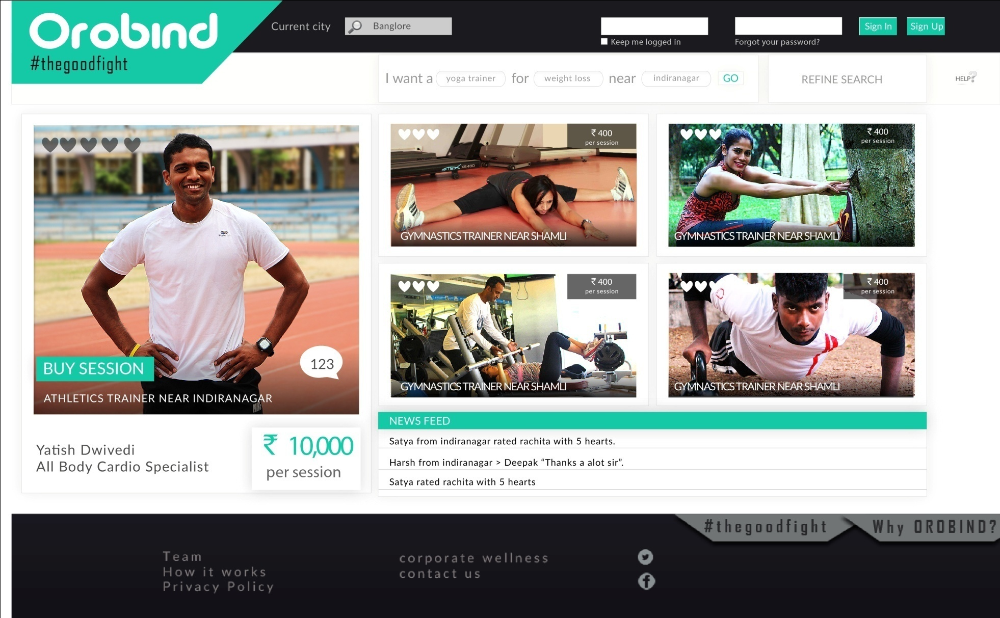 Orobind
#thegoodfight
Current city
Banglore
Keep me logged in
Forgot your password?
Sign In
Sign Up
I want a yoga trainer for weight loss near indiranagar GO
REFINE SEARCH
HELP?
BUY SESSION
123
ATHLETICS TRAINER NEAR INDIRANAGAR
NIKE
Yatish Dwivedi
All Body Cardio Specialist
₹ 10,000
per session
₹ 400
per session
STEX XS400
GYMNASTICS TRAINER NEAR SHAMLI
₹ 400
per session
GYMNASTICS TRAINER NEAR SHAMLI
₹ 400
per session
GYMNASTICS TRAINER NEAR SHAMLI
₹ 400
per session
GYMNASTICS TRAINER NEAR SHAMLI
NEWS FEED
Satya from indiranagar rated rachita with 5 hearts.
Harsh from indiranagar > Deepak “Thanks a alot sir”.
Satya rated rachita with 5 hearts
#thegoodfight
Why OROBIND?
Team
How it works
Privacy Policy
corporate wellness
contact us